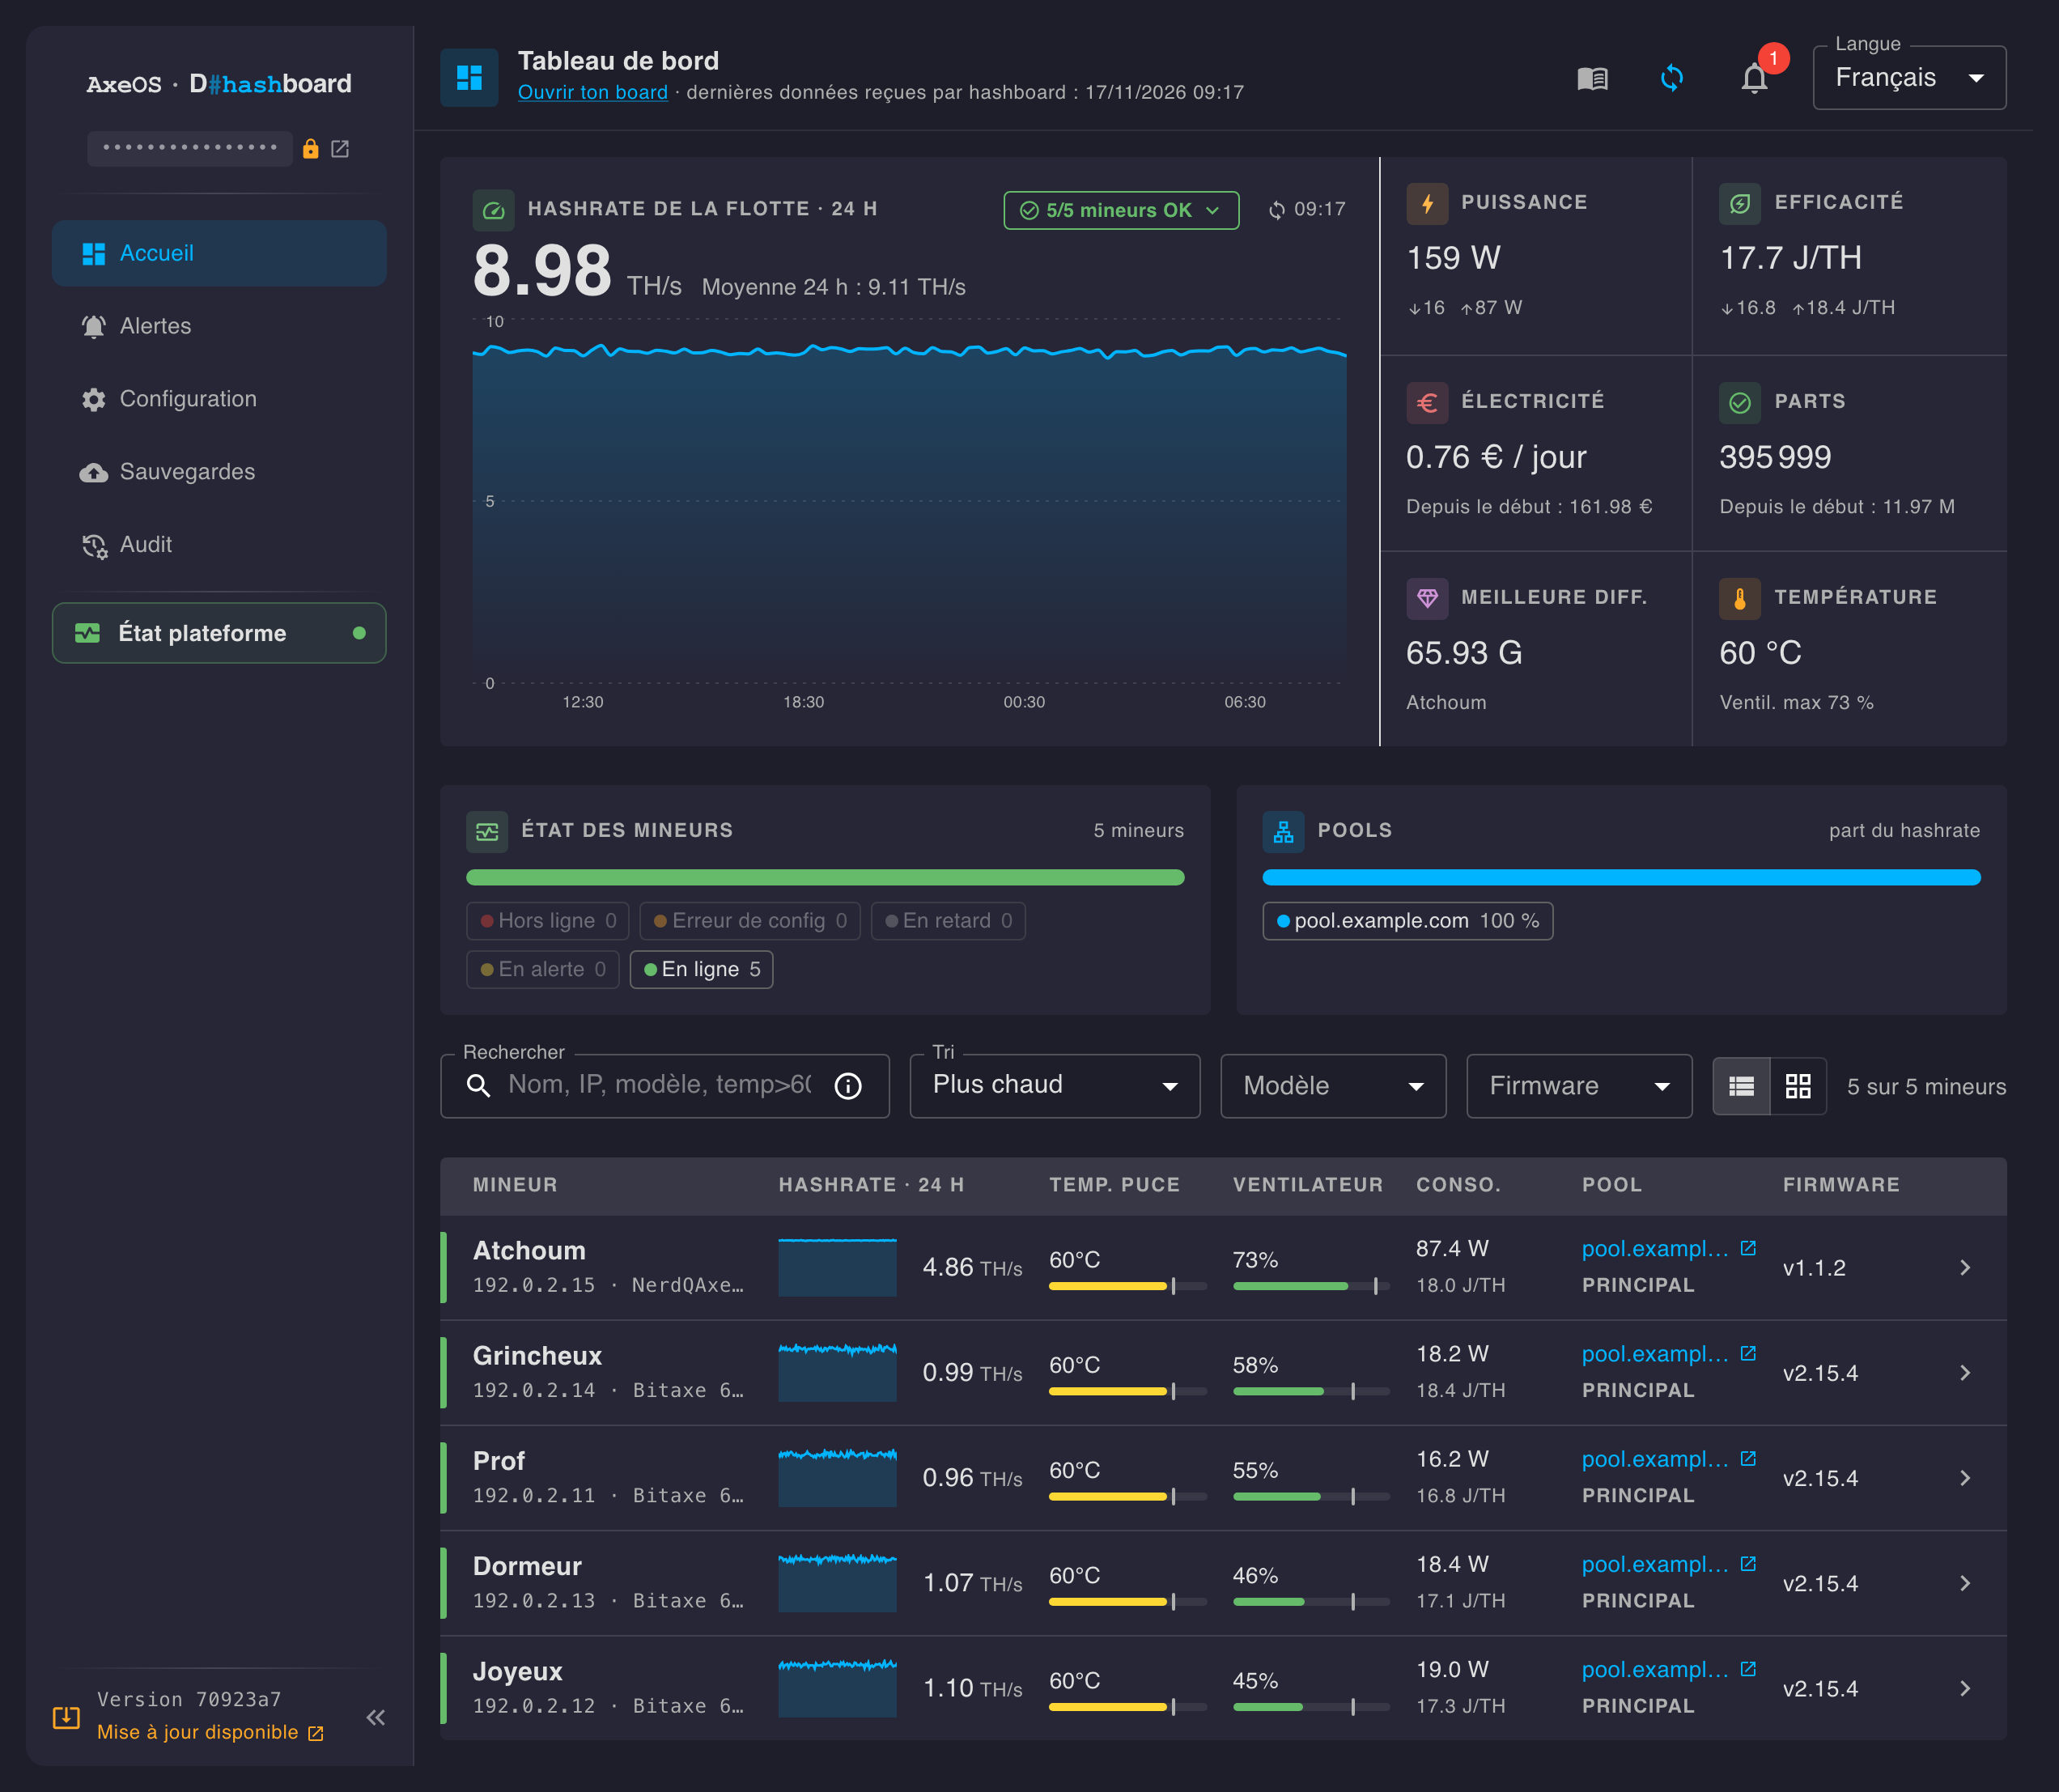 AxeOS · D#hashboard
••••••••••••••••
Accueil
Alertes
Configuration
Sauvegardes
Audit
État plateforme
Version 70923a7
Mise à jour disponible
Tableau de bord
Ouvrir ton board · dernières données reçues par hashboard : 17/11/2026 09:17
1
Langue
Français
HASHRATE DE LA FLOTTE · 24 H
5/5 mineurs OK
09:17
8.98 TH/s Moyenne 24 h : 9.11 TH/s
10
5
0
12:30 18:30 00:30 06:30
PUISSANCE
159 W
↓16 ↑87 W
EFFICACITÉ
17.7 J/TH
↓16.8 ↑18.4 J/TH
ÉLECTRICITÉ
0.76 € / jour
Depuis le début : 161.98 €
PARTS
395 999
Depuis le début : 11.97 M
MEILLEURE DIFF.
65.93 G
Atchoum
TEMPÉRATURE
60 °C
Ventil. max 73 %
ÉTAT DES MINEURS
5 mineurs
Hors ligne 0
Erreur de config 0
En retard 0
En alerte 0
En ligne 5
POOLS
part du hashrate
pool.example.com 100 %
Rechercher
Nom, IP, modèle, temp>60
Tri
Plus chaud
Modèle
Firmware
5 sur 5 mineurs
MINEUR HASHRATE · 24 H TEMP. PUCE VENTILATEUR CONSO. POOL FIRMWARE
Atchoum
192.0.2.15 · NerdQAxe…
4.86 TH/s
60°C
73%
87.4 W
18.0 J/TH
pool.exampl…
PRINCIPAL
v1.1.2
Grincheux
192.0.2.14 · Bitaxe 6…
0.99 TH/s
60°C
58%
18.2 W
18.4 J/TH
pool.exampl…
PRINCIPAL
v2.15.4
Prof
192.0.2.11 · Bitaxe 6…
0.96 TH/s
60°C
55%
16.2 W
16.8 J/TH
pool.exampl…
PRINCIPAL
v2.15.4
Dormeur
192.0.2.13 · Bitaxe 6…
1.07 TH/s
60°C
46%
18.4 W
17.1 J/TH
pool.exampl…
PRINCIPAL
v2.15.4
Joyeux
192.0.2.12 · Bitaxe 6…
1.10 TH/s
60°C
45%
19.0 W
17.3 J/TH
pool.exampl…
PRINCIPAL
v2.15.4